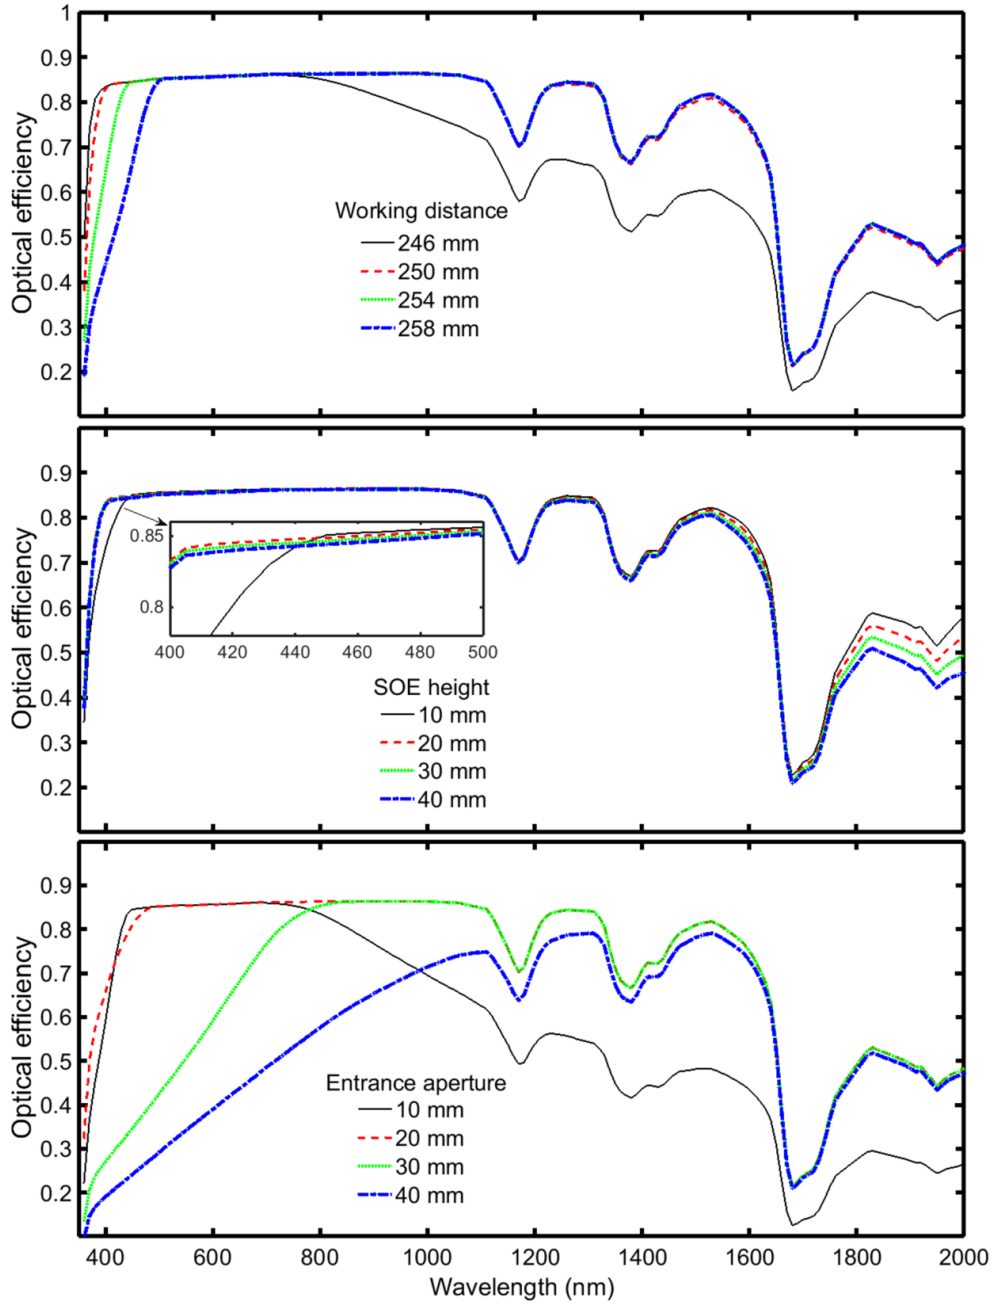 1
0.9
0.8
0.7
0.6
0.5
0.4
0.3
0.2
Optical efficiency
Working distance
246 mm
250 mm
254 mm
258 mm
0.9
0.8
0.7
0.6
0.5
0.4
0.3
0.2
Optical efficiency
0.85
0.8
400 420 440 460 480 500
SOE height
10 mm
20 mm
30 mm
40 mm
0.9
0.8
0.7
0.6
0.5
0.4
0.3
0.2
Optical efficiency
Entrance aperture
10 mm
20 mm
30 mm
40 mm
400 600 800 1000 1200 1400 1600 1800 2000
Wavelength (nm)